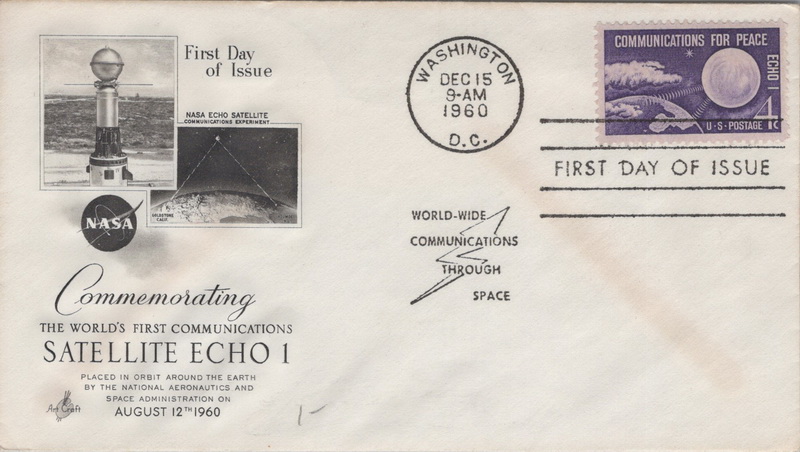 First Day
of Issue
NASA ECHO SATELLITE
COMMUNICATIONS EXPERIMENT
GOLDSTONE
CALIF.
NASA
Commemorating
THE WORLD'S FIRST COMMUNICATIONS
SATELLITE ECHO 1
PLACED IN ORBIT AROUND THE EARTH
BY THE NATIONAL AERONAUTICS AND
SPACE ADMINISTRATION ON
AUGUST 12TH 1960
Art Craft
WASHINGTON
DEC 15
9-AM
1960
D.C.
COMMUNICATIONS FOR PEACE
ECHO I
4¢
U·S·POSTAGE
FIRST DAY OF ISSUE
WORLD-WIDE
COMMUNICATIONS
THROUGH
SPACE
1-